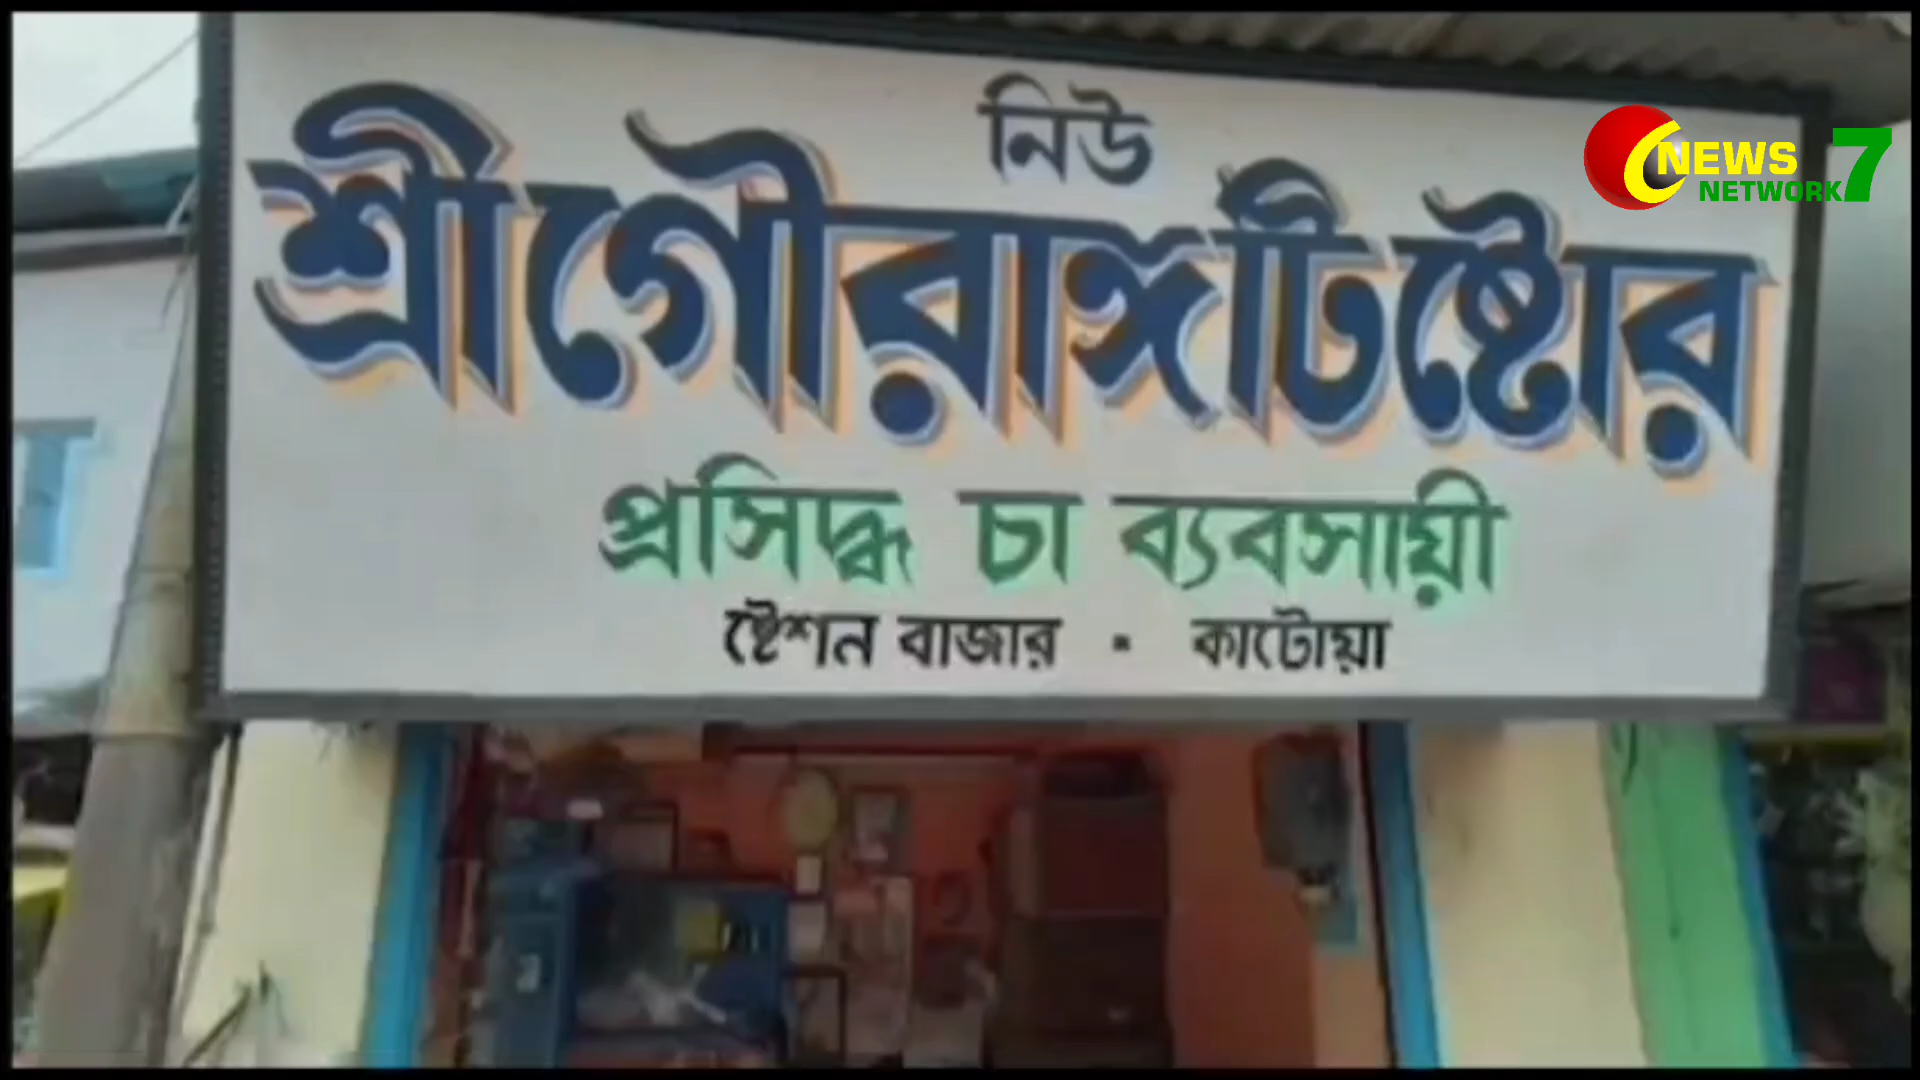 নিউ
শ্রীগৌরাঙ্গ টি ষ্টোর
প্রসিদ্ধ চা ব্যবসায়ী
ষ্টেশন বাজার · কাটোয়া
NEWS
NETWORK 7